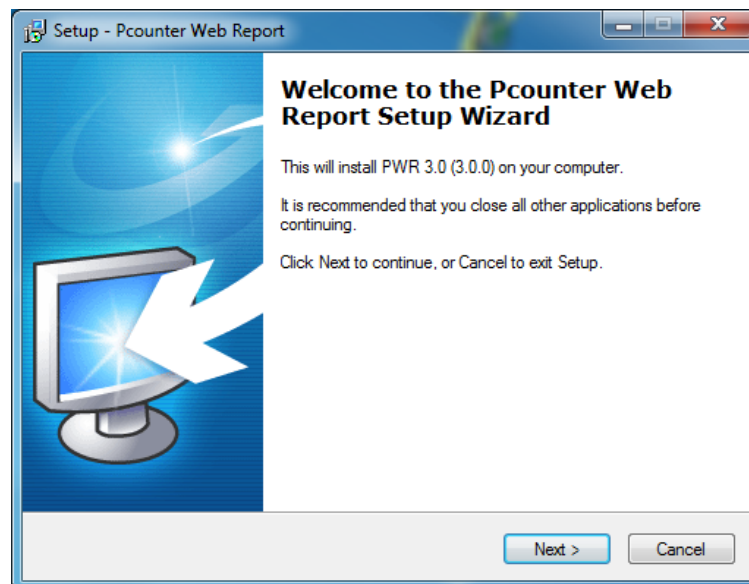 Setup - Pcounter Web Report
Welcome to the Pcounter Web
Report Setup Wizard
This will install PWR 3.0 (3.0.0) on your computer.
It is recommended that you close all other applications before
continuing.
Click Next to continue, or Cancel to exit Setup.
Next >
Cancel